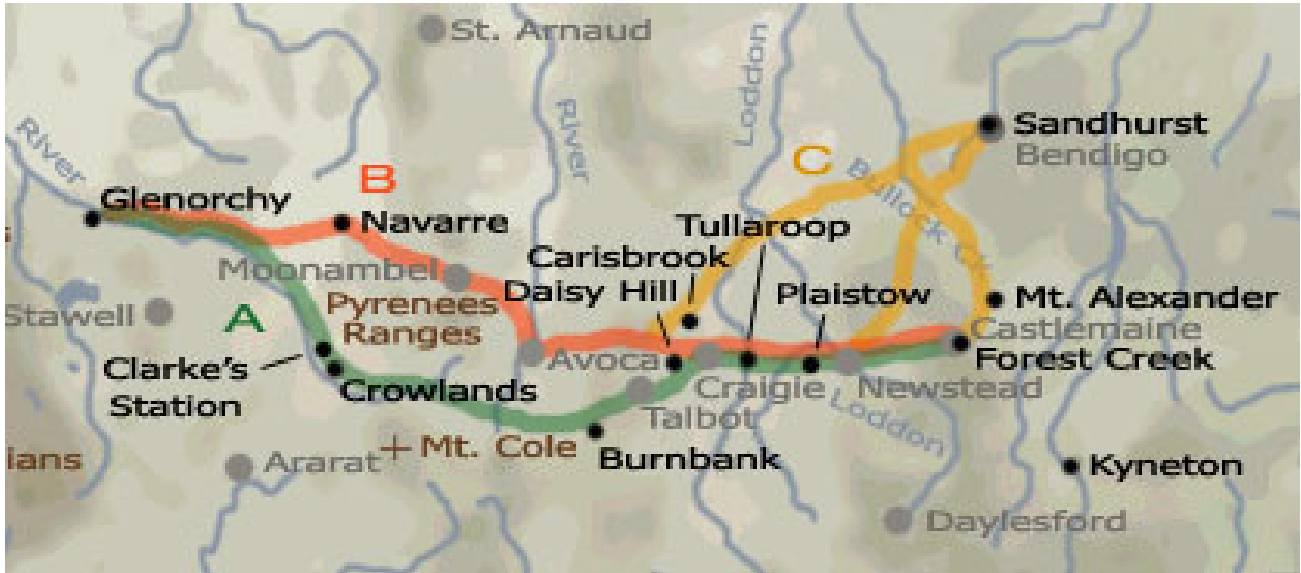 St. Arnaud
Loddon
River
River
Sandhurst
Bendigo
C
B
Bullock
Glenorchy
Navarre
Tullaroop
Carisbrook
Moonambel
Daisy Hill
Plaistow
Mt. Alexander
Pyrenees
Ranges
Stawell
A
Castlemaine
Avoca
Forest Creek
Clarke's
Station
Crowlands
Craigie
Newstead
Talbot
Loddon
+ Mt. Cole
Burnbank
ians
Ararat
Kyneton
Daylesford